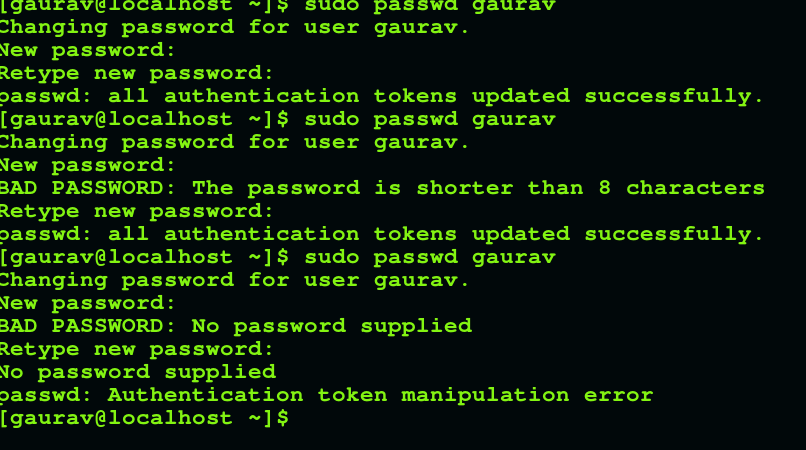 [gaurav@localhost ~]$ sudo passwd gaurav
Changing password for user gaurav.
New password:
Retype new password:
passwd: all authentication tokens updated successfully.
[gaurav@localhost ~]$ sudo passwd gaurav
Changing password for user gaurav.
New password:
BAD PASSWORD: The password is shorter than 8 characters
Retype new password:
passwd: all authentication tokens updated successfully.
[gaurav@localhost ~]$ sudo passwd gaurav
Changing password for user gaurav.
New password:
BAD PASSWORD: No password supplied
Retype new password:
No password supplied
passwd: Authentication token manipulation error
[gaurav@localhost ~]$